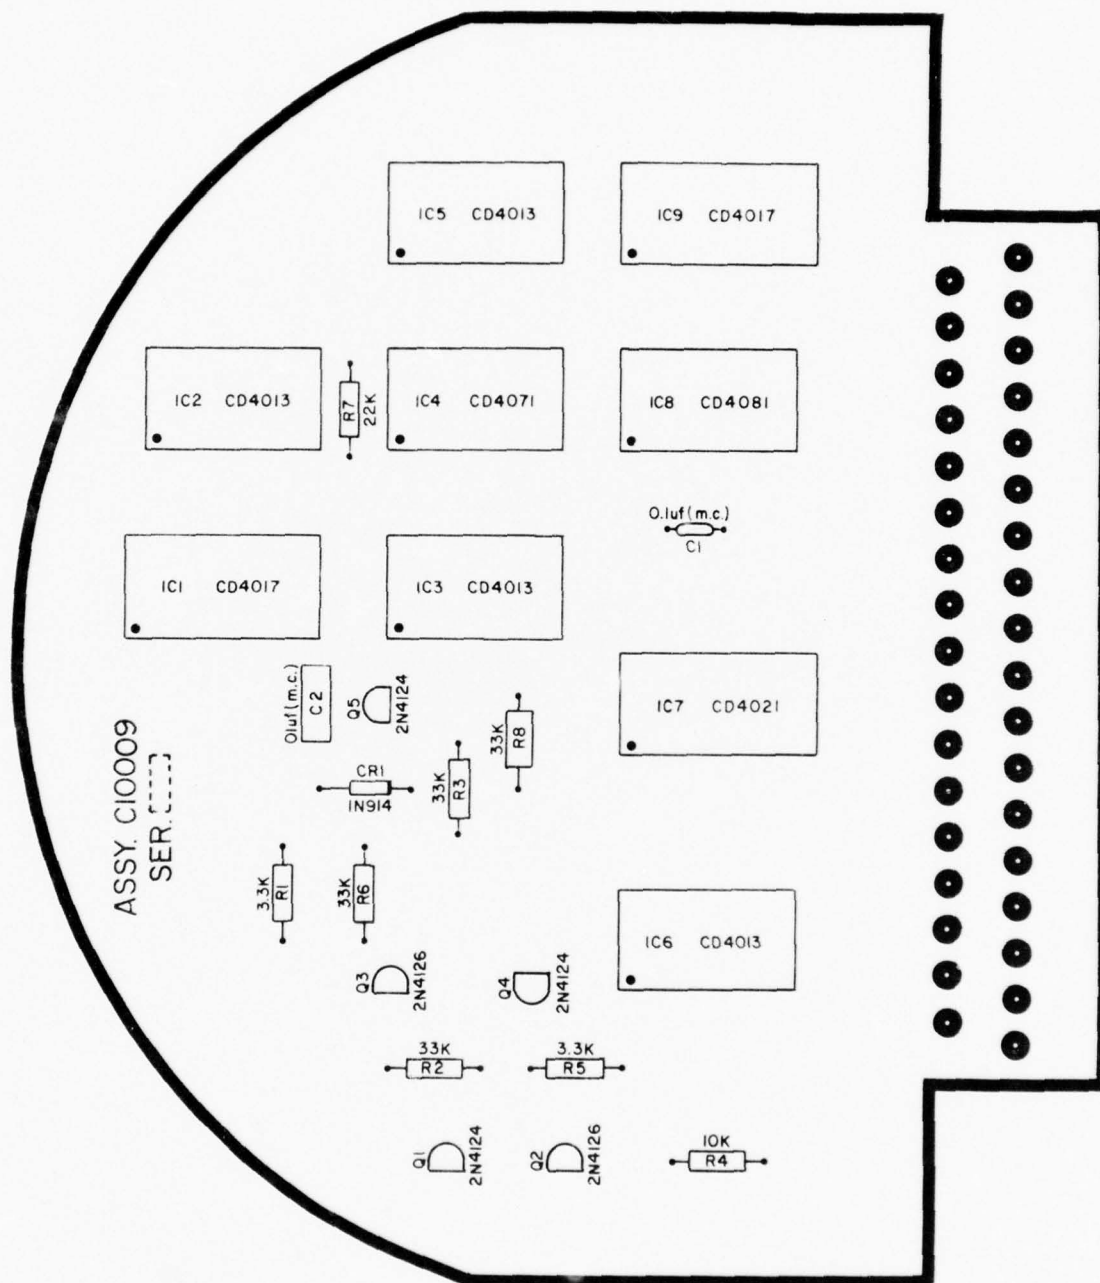 IC5 CD4013
IC9 CD4017
IC2 CD4013
R7
22K
IC4 CD4071
IC8 CD4081
0.1uf(m.c.)
C1
IC1 CD4017
IC3 CD4013
.01uf(m.c.)
C2
Q5
2N4124
33K
R8
IC7 CD4021
ASSY. C10009
SER.
CR1
1N914
33K
R3
3.3K
R1
33K
R6
IC6 CD4013
Q3
2N4126
Q4
2N4124
33K
R2
3.3K
R5
Q1
2N4124
Q2
2N4126
10K
R4